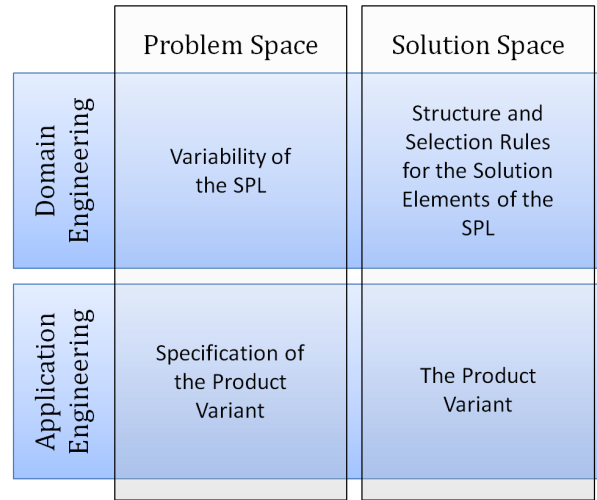 Problem Space
Solution Space
Domain
Engineering
Variability of
the SPL
Structure and
Selection Rules
for the Solution
Elements of the
SPL
Application
Engineering
Specification of
the Product
Variant
The Product
Variant